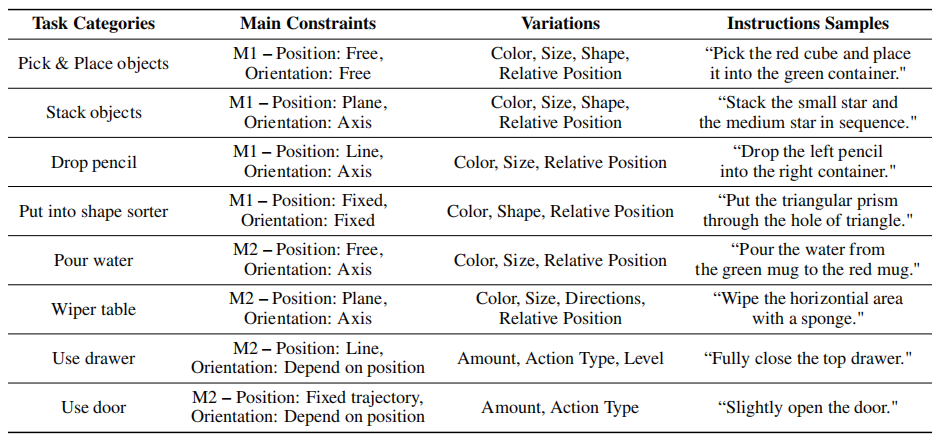 Task Categories Main Constraints Variations Instructions Samples
Pick & Place objects M1 – Position: Free, Orientation: Free Color, Size, Shape, Relative Position “Pick the red cube and place it into the green container."
Stack objects M1 – Position: Plane, Orientation: Axis Color, Size, Shape, Relative Position “Stack the small star and the medium star in sequence."
Drop pencil M1 – Position: Line, Orientation: Axis Color, Size, Relative Position “Drop the left pencil into the right container."
Put into shape sorter M1 – Position: Fixed, Orientation: Fixed Color, Shape, Relative Position “Put the triangular prism through the hole of triangle."
Pour water M2 – Position: Free, Orientation: Axis Color, Size, Relative Position “Pour the water from the green mug to the red mug."
Wiper table M2 – Position: Plane, Orientation: Axis Color, Size, Directions, Relative Position “Wipe the horizontial area with a sponge."
Use drawer M2 – Position: Line, Orientation: Depend on position Amount, Action Type, Level “Fully close the top drawer."
Use door M2 – Position: Fixed trajectory, Orientation: Depend on position Amount, Action Type “Slightly open the door."